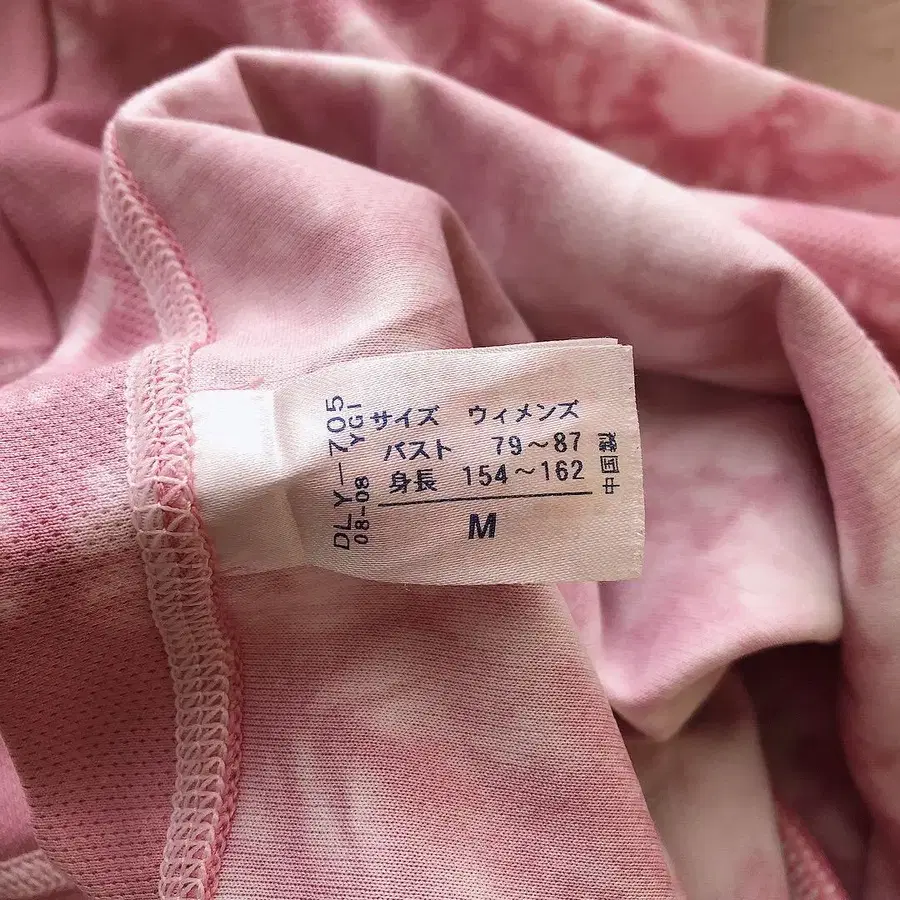 サイズ ウィメンズ
バスト 79～87
身長 154～162
M
DLY-705
08-08 YGI
中国製